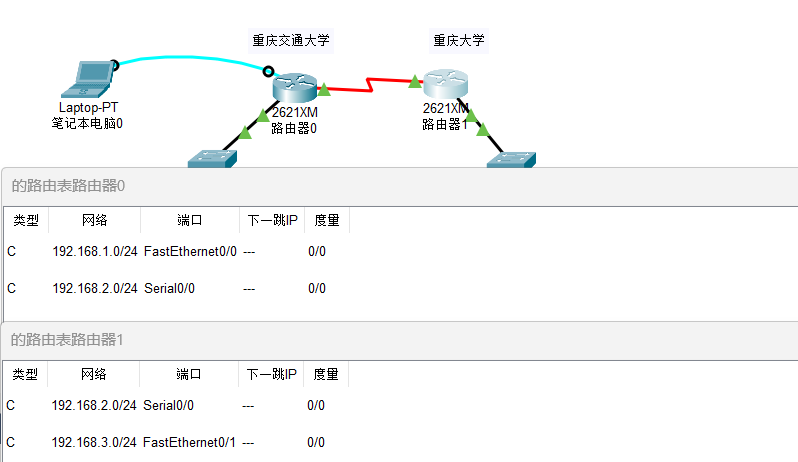 重庆交通大学
重庆大学
Laptop-PT
笔记本电脑0
2621XM
路由器0
2621XM
路由器1
的路由表路由器0
类型 网络 端口 下一跳IP 度量
C 192.168.1.0/24 FastEthernet0/0 --- 0/0
C 192.168.2.0/24 Serial0/0 --- 0/0
的路由表路由器1
类型 网络 端口 下一跳IP 度量
C 192.168.2.0/24 Serial0/0 --- 0/0
C 192.168.3.0/24 FastEthernet0/1 --- 0/0